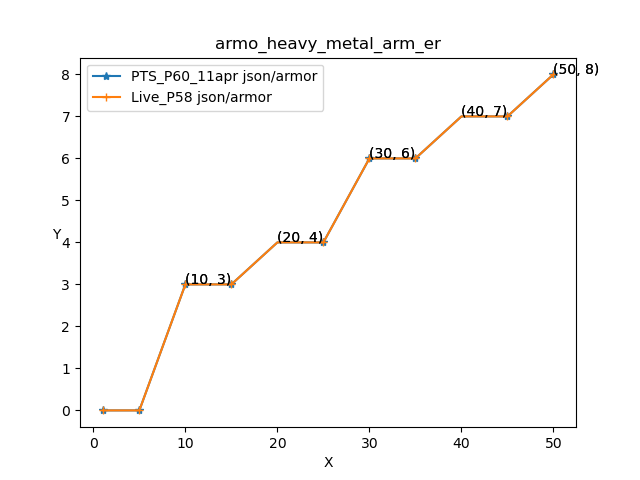 armo_heavy_metal_arm_er
PTS_P60_11apr json/armor
Live_P58 json/armor
(50, 8)
(40, 7)
(30, 6)
(20, 4)
(10, 3)
8
7
6
5
4
3
2
1
0
Y
0 10 20 30 40 50
X